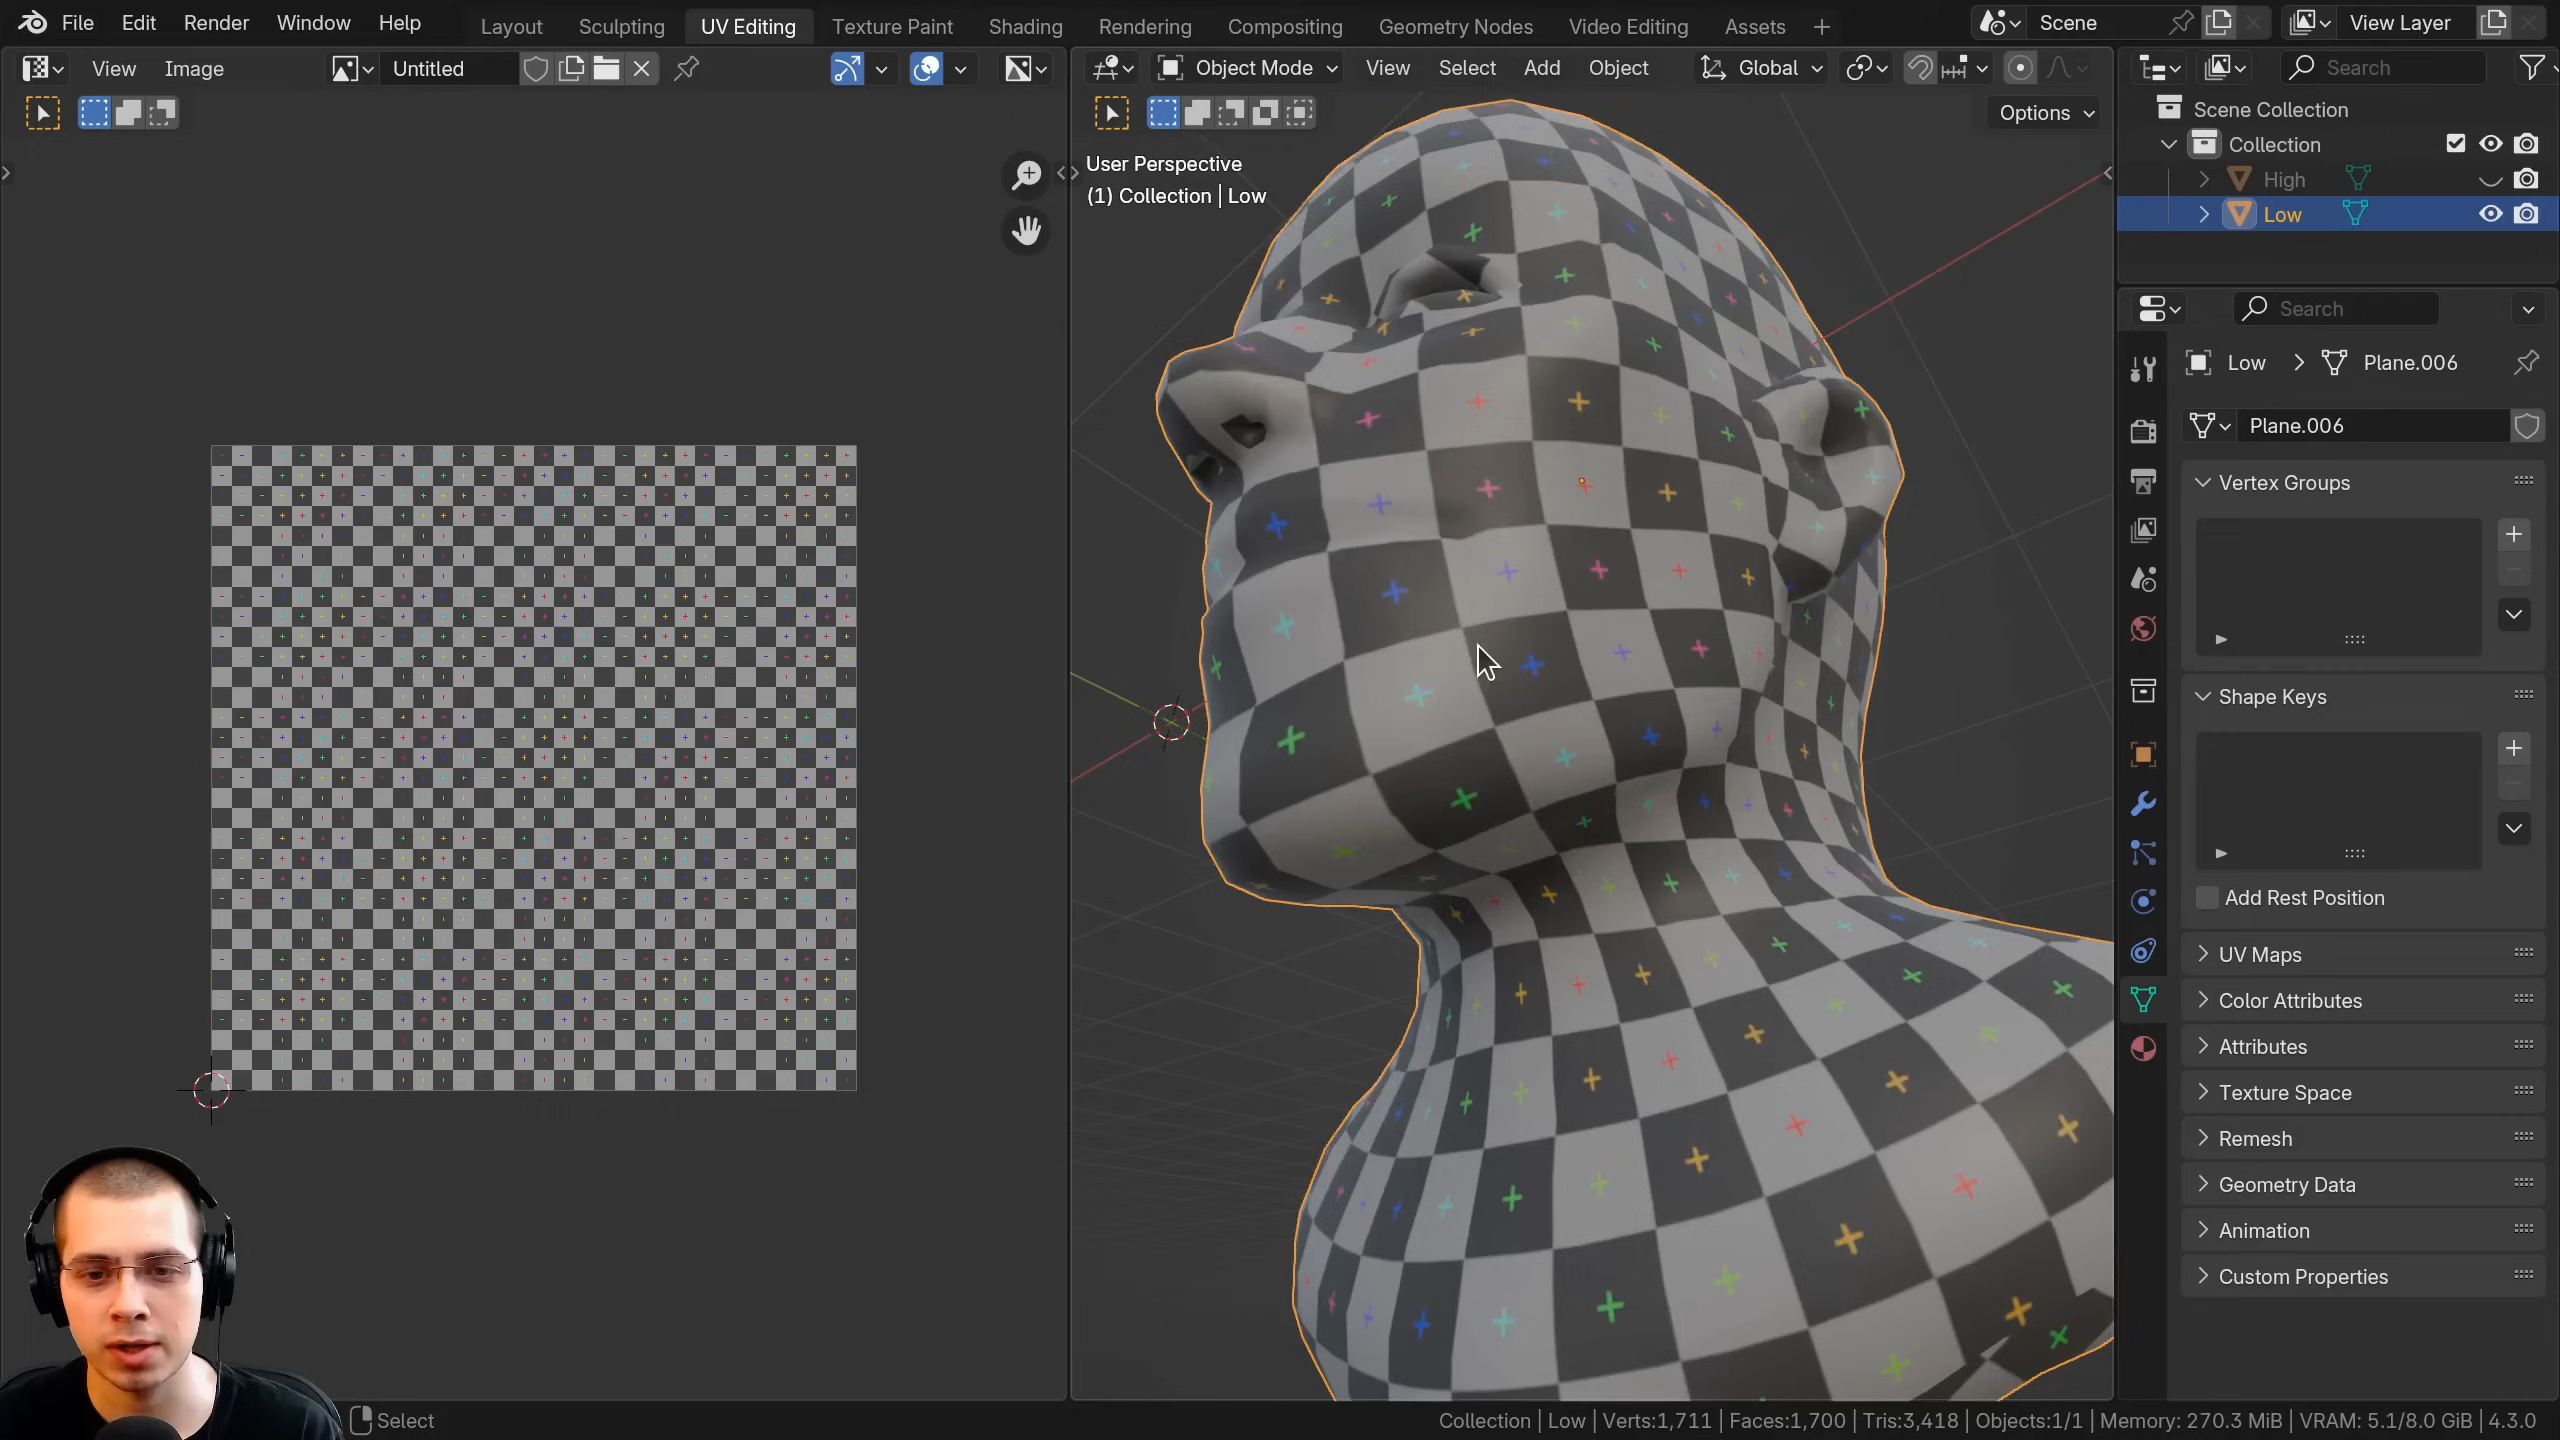 File Edit Render Window Help Layout Sculpting UV Editing Texture Paint Shading Rendering Compositing Geometry Nodes Video Editing Assets + Scene View Layer
View Image Untitled Object Mode View Select Add Object Global Search
Options
User Perspective
(1) Collection | Low
Scene Collection
Collection
High
Low
Search
Low Plane.006
Plane.006
Vertex Groups
Shape Keys
Add Rest Position
UV Maps
Color Attributes
Attributes
Texture Space
Remesh
Geometry Data
Animation
Custom Properties
Select Collection | Low | Verts:1,711 | Faces:1,700 | Tris:3,418 | Objects:1/1 | Memory: 270.3 MiB | VRAM: 5.1/8.0 GiB | 4.3.0